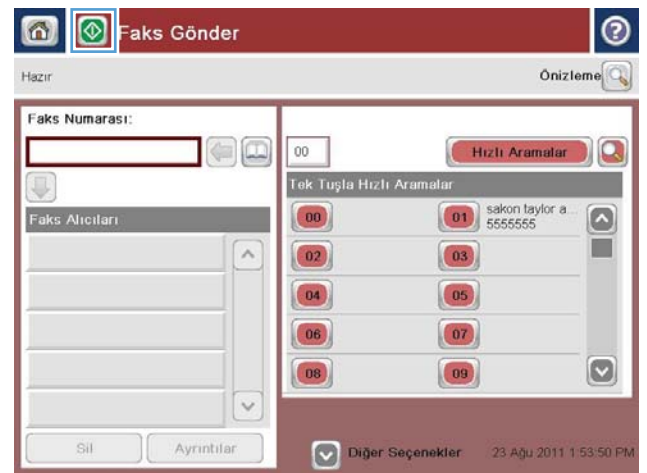 Faks Gönder
Hazır
Önizleme
Faks Numarası:
00
Hızlı Aramalar
Tek Tuşla Hızlı Aramalar
Faks Alıcıları
00
01
sakon taylor a...
5555555
02
03
04
05
06
07
08
09
Sil
Ayrıntılar
Diğer Seçenekler
23 Ağu 2011 1:53:50 PM